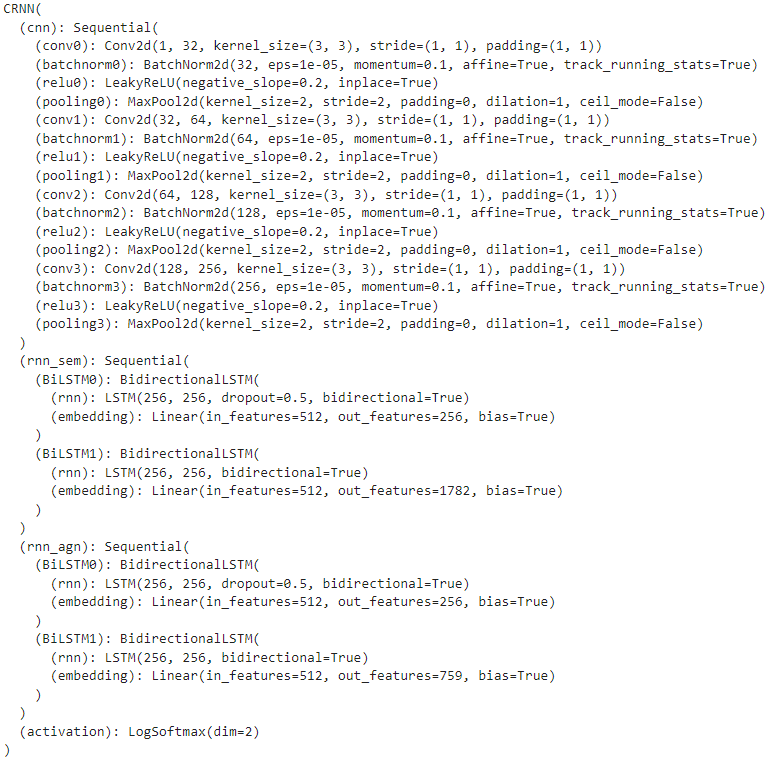 CRNN(
  (cnn): Sequential(
    (conv0): Conv2d(1, 32, kernel_size=(3, 3), stride=(1, 1), padding=(1, 1))
    (batchnorm0): BatchNorm2d(32, eps=1e-05, momentum=0.1, affine=True, track_running_stats=True)
    (relu0): LeakyReLU(negative_slope=0.2, inplace=True)
    (pooling0): MaxPool2d(kernel_size=2, stride=2, padding=0, dilation=1, ceil_mode=False)
    (conv1): Conv2d(32, 64, kernel_size=(3, 3), stride=(1, 1), padding=(1, 1))
    (batchnorm1): BatchNorm2d(64, eps=1e-05, momentum=0.1, affine=True, track_running_stats=True)
    (relu1): LeakyReLU(negative_slope=0.2, inplace=True)
    (pooling1): MaxPool2d(kernel_size=2, stride=2, padding=0, dilation=1, ceil_mode=False)
    (conv2): Conv2d(64, 128, kernel_size=(3, 3), stride=(1, 1), padding=(1, 1))
    (batchnorm2): BatchNorm2d(128, eps=1e-05, momentum=0.1, affine=True, track_running_stats=True)
    (relu2): LeakyReLU(negative_slope=0.2, inplace=True)
    (pooling2): MaxPool2d(kernel_size=2, stride=2, padding=0, dilation=1, ceil_mode=False)
    (conv3): Conv2d(128, 256, kernel_size=(3, 3), stride=(1, 1), padding=(1, 1))
    (batchnorm3): BatchNorm2d(256, eps=1e-05, momentum=0.1, affine=True, track_running_stats=True)
    (relu3): LeakyReLU(negative_slope=0.2, inplace=True)
    (pooling3): MaxPool2d(kernel_size=2, stride=2, padding=0, dilation=1, ceil_mode=False)
  )
  (rnn_sem): Sequential(
    (BiLSTM0): BidirectionalLSTM(
      (rnn): LSTM(256, 256, dropout=0.5, bidirectional=True)
      (embedding): Linear(in_features=512, out_features=256, bias=True)
    )
    (BiLSTM1): BidirectionalLSTM(
      (rnn): LSTM(256, 256, bidirectional=True)
      (embedding): Linear(in_features=512, out_features=1782, bias=True)
    )
  )
  (rnn_agn): Sequential(
    (BiLSTM0): BidirectionalLSTM(
      (rnn): LSTM(256, 256, dropout=0.5, bidirectional=True)
      (embedding): Linear(in_features=512, out_features=256, bias=True)
    )
    (BiLSTM1): BidirectionalLSTM(
      (rnn): LSTM(256, 256, bidirectional=True)
      (embedding): Linear(in_features=512, out_features=759, bias=True)
    )
  )
  (activation): LogSoftmax(dim=2)
)